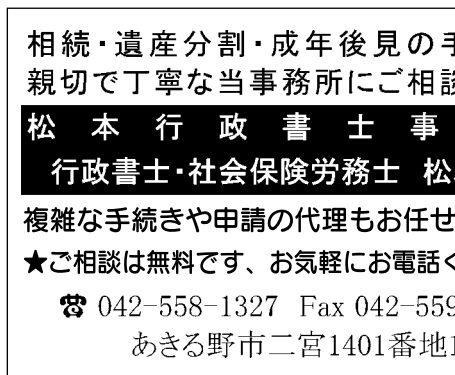 相続・遺産分割・成年後見の手
親切で丁寧な当事務所にご相談
松本行政書士事
行政書士・社会保険労務士 松
複雑な手続きや申請の代理もお任せ
★ご相談は無料です、お気軽にお電話く
☎ 042-558-1327 Fax 042-559
あきる野市二宮1401番地1